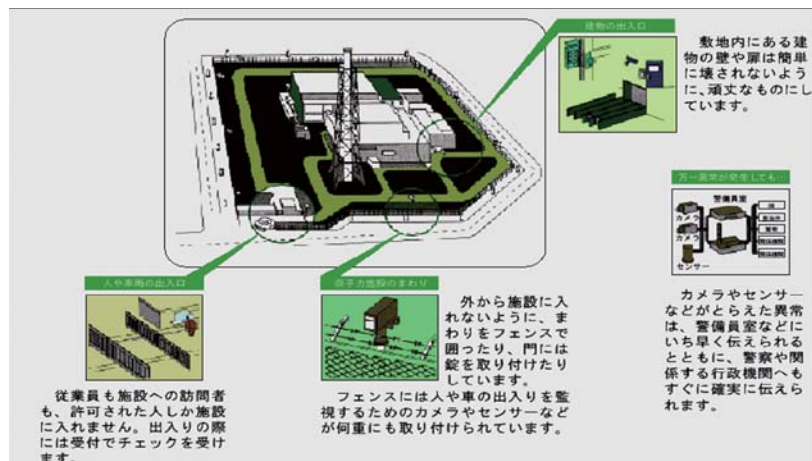 建物の出入口
敷地内にある建
物の壁や扉は簡単
に壊されないよう
に、頑丈なものにし
ています。
万一異常が発生しても…
警備員室
カメラ
カメラ
センサー
警察
カメラやセンサー
などがとらえた異常
は、警備員室などに
いち早く伝えられる
とともに、警察や関
係する行政機関へも
すぐに確実に伝えら
れます。
人や車両の出入口
従業員も施設への訪問者
も、許可された人しか施設
に入れません。出入りの際
には受付でチェックを受け
ます。
原子力施設のまわり
外から施設に入
れないように、ま
わりをフェンスで
囲ったり、門には
錠を取り付けたり
しています。
フェンスには人や車の出入りを監
視するためのカメラやセンサーなど
が何重にも取り付けられています。